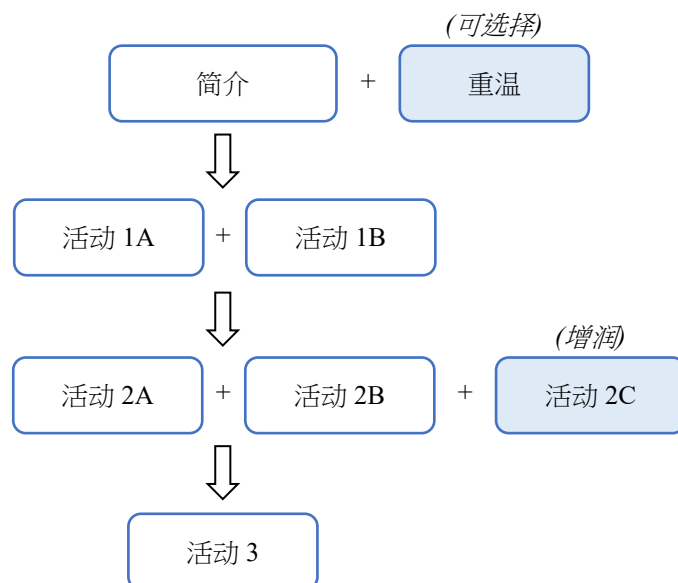 (可选择)
简介 + 重温
活动 1A + 活动 1B
(增润)
活动 2A + 活动 2B + 活动 2C
活动 3